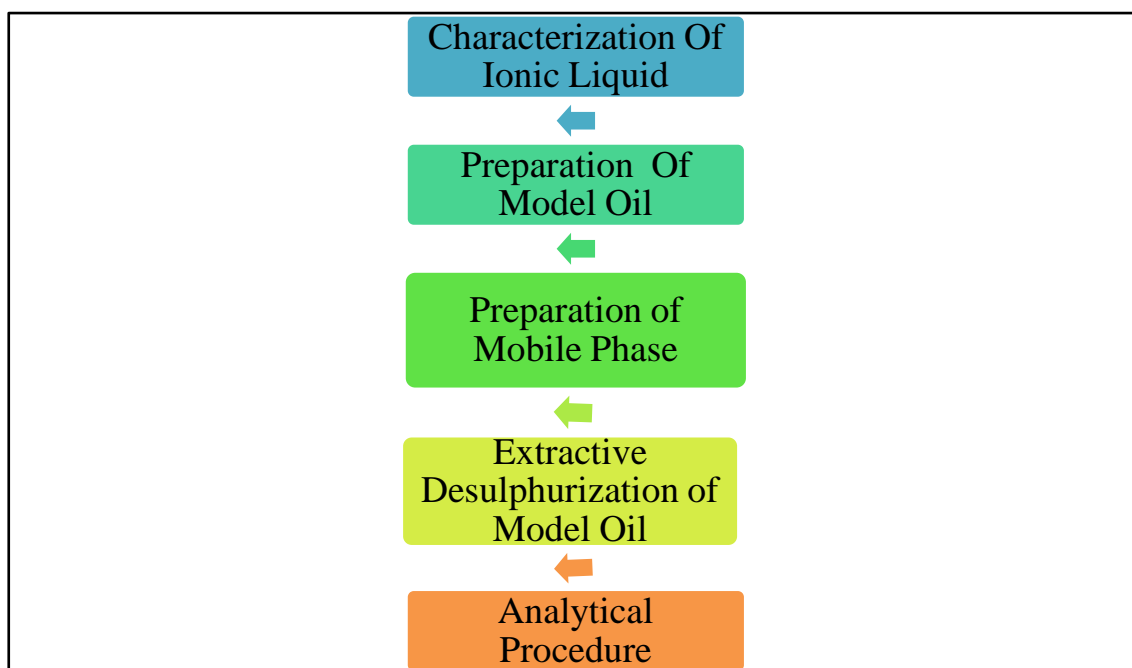 Characterization Of
Ionic Liquid
Preparation Of
Model Oil
Preparation of
Mobile Phase
Extractive
Desulphurization of
Model Oil
Analytical
Procedure